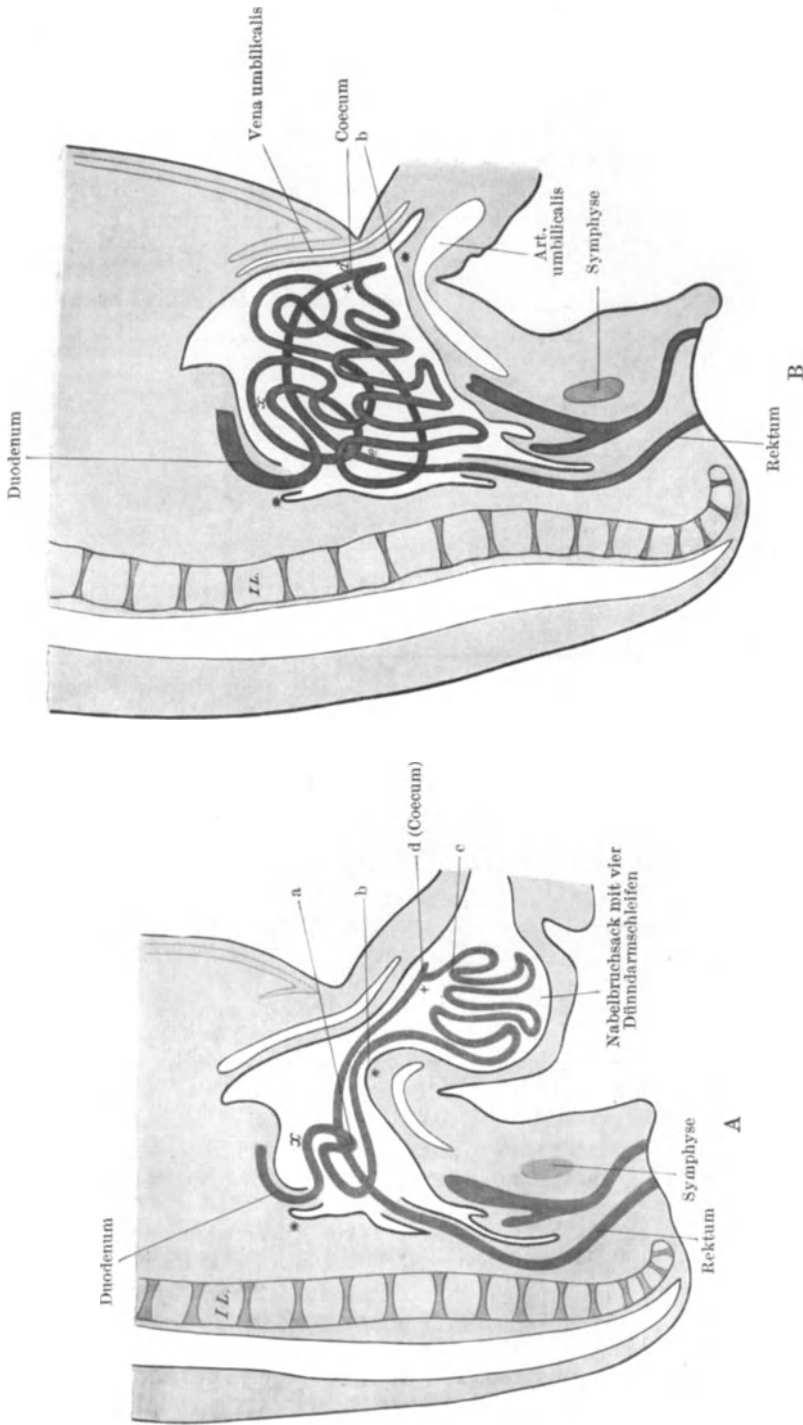 Duodenum
x
*
I L.
a
b
d (Coecum)
+
c
*
Nabelbruchsack mit vier
Dünndarmschleifen
Symphyse
Rektum
A
Duodenum
*
I L.
x
e
d
+
Vena umbilicalis
Coecum
b
*
Art.
umbilicalis
Symphyse
Rektum
B